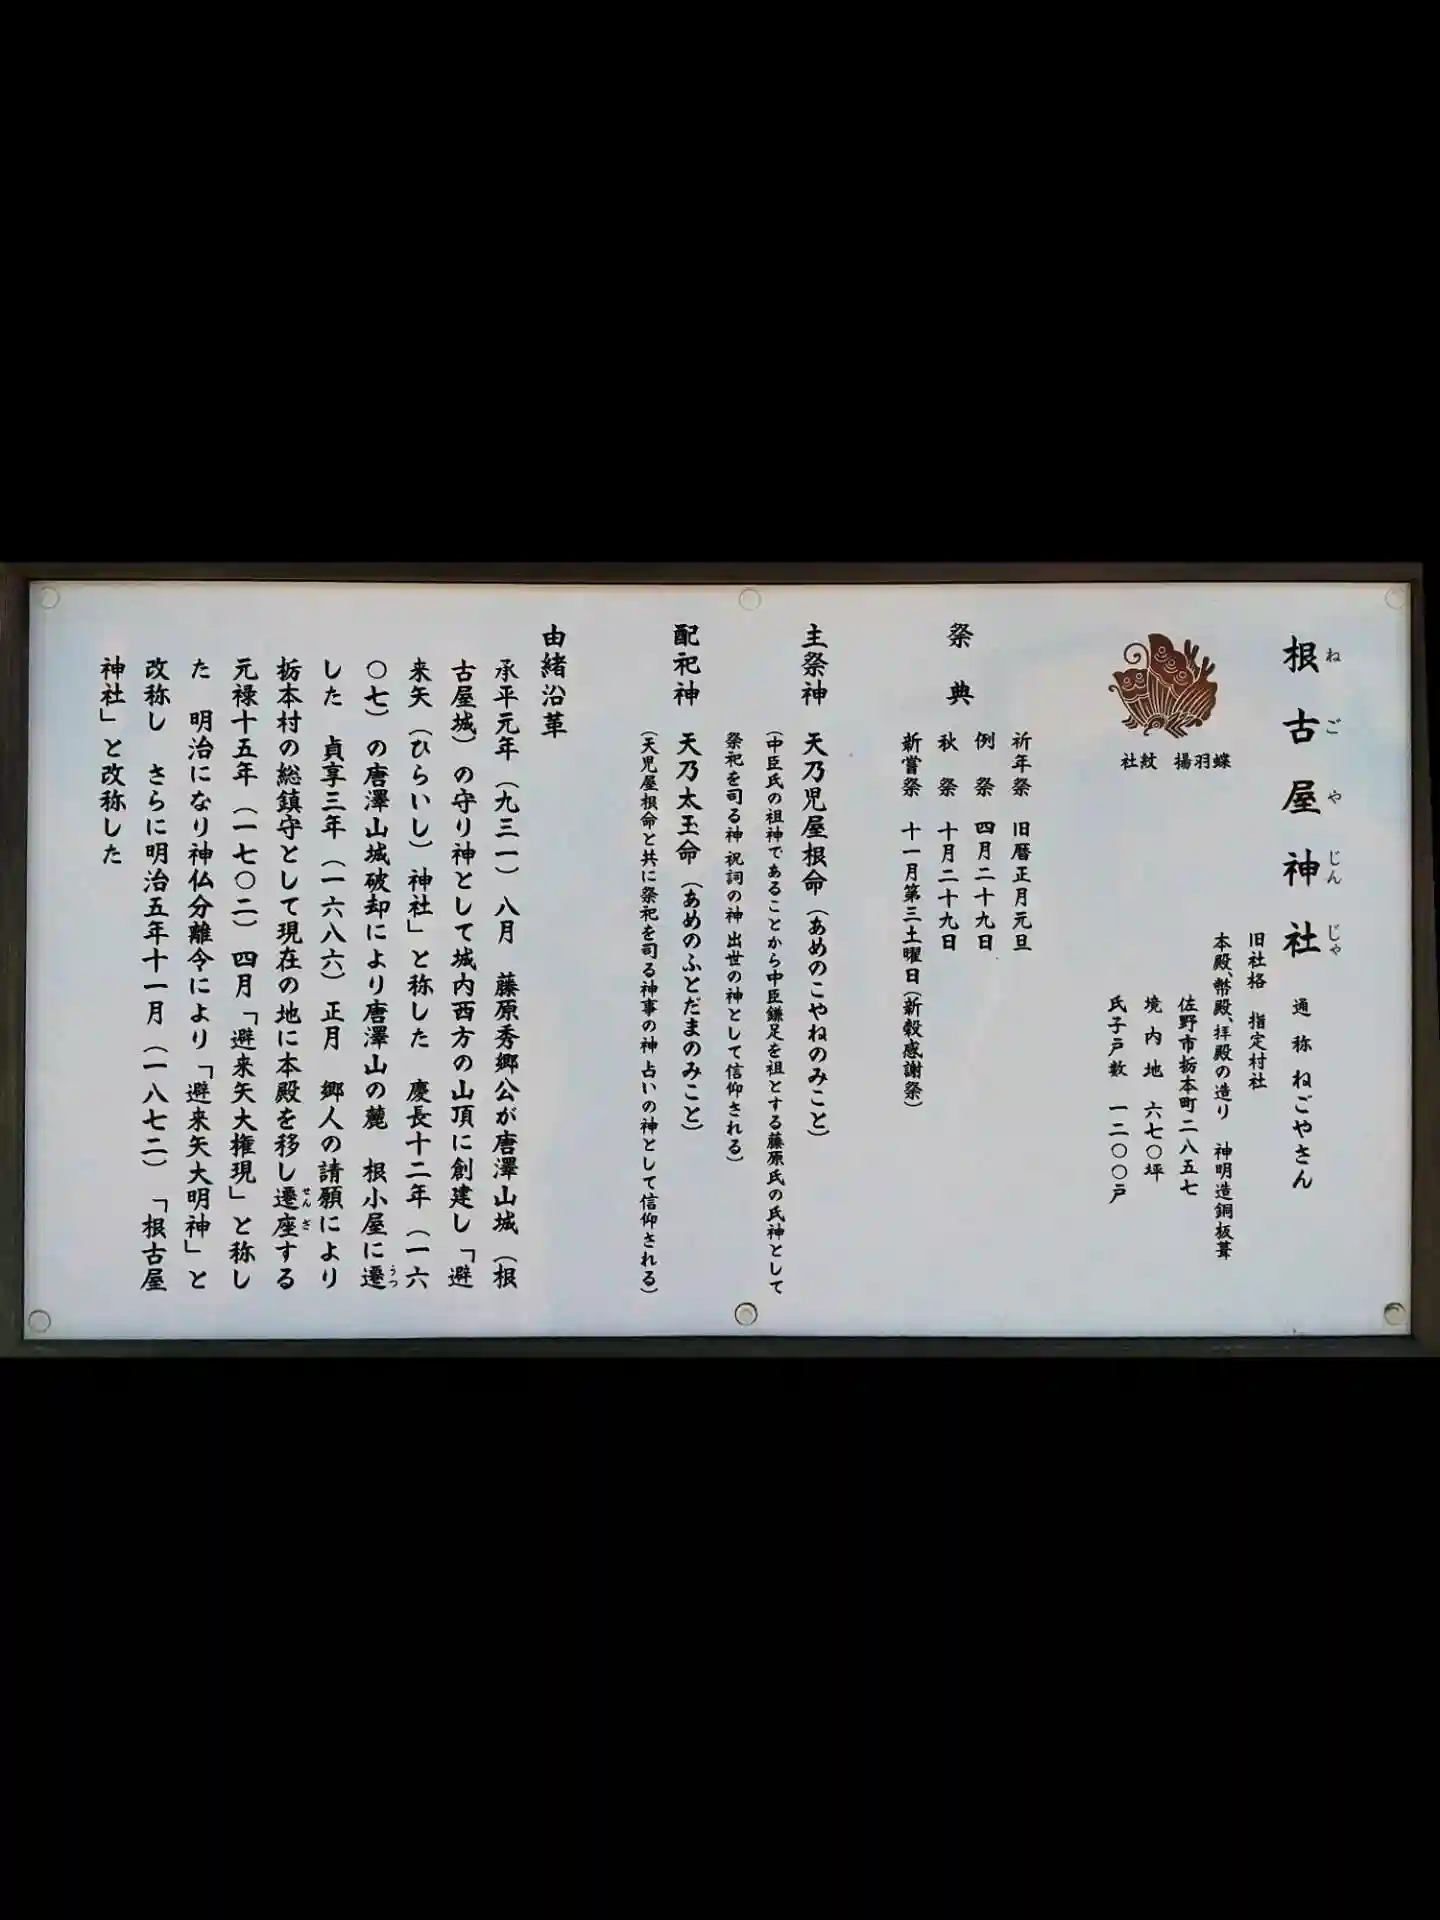 根古屋神社 通称 ねごやさん
ねごやじんじゃ
旧社格 指定村社
本殿、幣殿、拝殿の造り 神明造銅板葺
佐野市栃本町二八五七
境内地 六七〇坪
氏子戸数 一二〇〇戸
社紋 揚羽蝶
祭典
祈年祭 旧暦正月元旦
例祭 四月二十九日
秋祭 十月二十九日
新嘗祭 十一月第三土曜日(新穀感謝祭)
主祭神 天乃児屋根命(あめのこやねのみこと)
(中臣氏の祖神であることから中臣鎌足を祖とする藤原氏の氏神として
祭祀を司る神 祝詞の神 出世の神として信仰される)
配祀神 天乃太玉命(あめのふとだまのみこと)
(天児屋根命と共に祭祀を司る神事の神 占いの神として信仰される)
由緒沿革
承平元年(九三一)八月 藤原秀郷公が唐澤山城(根
古屋城)の守り神として城内西方の山頂に創建し「避
来矢(ひらいし)神社」と称した 慶長十二年(一六
〇七)の唐澤山城破却により唐澤山の麓 根小屋に遷
うつ
した 貞享三年(一六八六)正月 郷人の請願により
栃本村の総鎮守として現在の地に本殿を移し遷座する
せんざ
元禄十五年(一七〇二)四月「避来矢大権現」と称し
た 明治になり神仏分離令により「避来矢大明神」と
改称し さらに明治五年十一月(一八七二)「根古屋
神社」と改称した